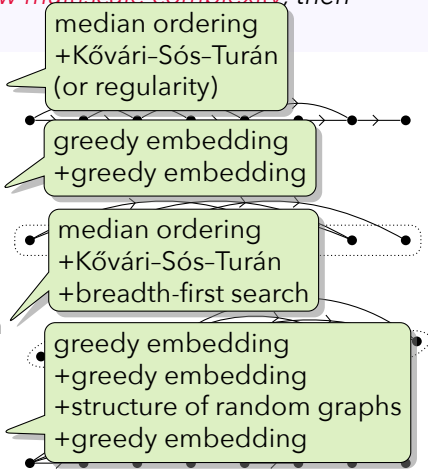 then
median ordering
+Kővári–Sós–Turán
(or regularity)
greedy embedding
+greedy embedding
median ordering
+Kővári–Sós–Turán
+breadth-first search
greedy embedding
+greedy embedding
+structure of random graphs
+greedy embedding